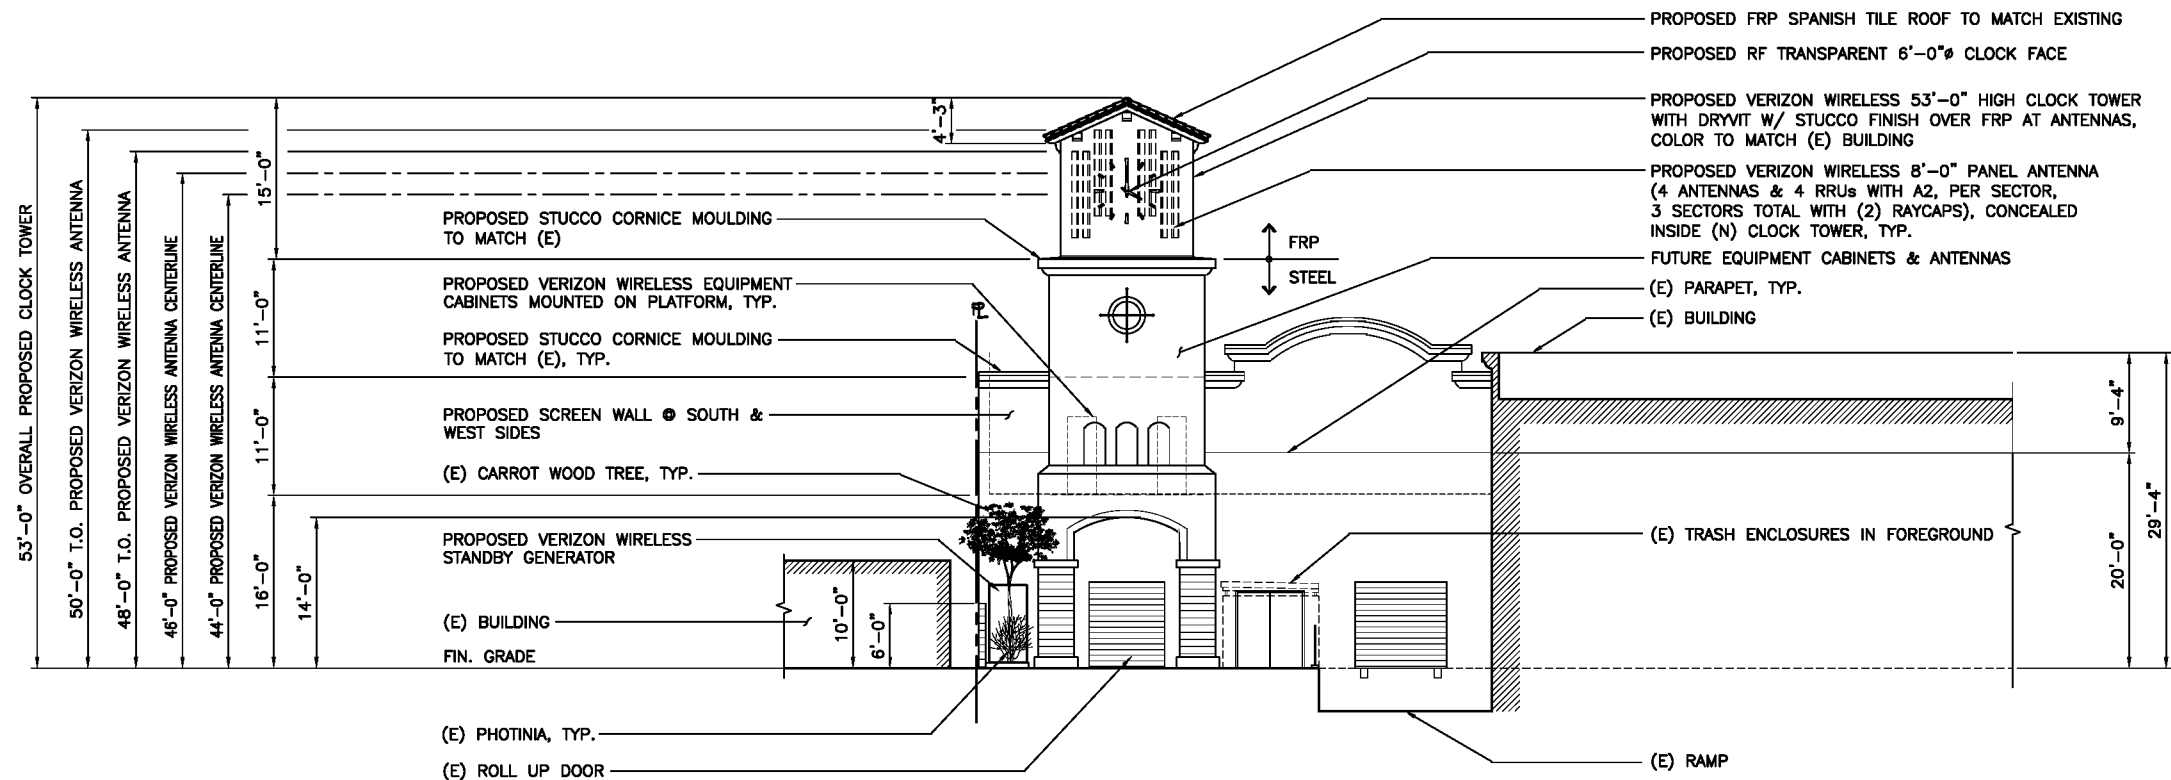 PROPOSED FRP SPANISH TILE ROOF TO MATCH EXISTING
PROPOSED RF TRANSPARENT 6'-0"ø CLOCK FACE
PROPOSED VERIZON WIRELESS 53'-0" HIGH CLOCK TOWER
WITH DRYVIT W/ STUCCO FINISH OVER FRP AT ANTENNAS,
COLOR TO MATCH (E) BUILDING
PROPOSED VERIZON WIRELESS 8'-0" PANEL ANTENNA
(4 ANTENNAS & 4 RRUs WITH A2, PER SECTOR,
3 SECTORS TOTAL WITH (2) RAYCAPS), CONCEALED
INSIDE (N) CLOCK TOWER, TYP.
FUTURE EQUIPMENT CABINETS & ANTENNAS
(E) PARAPET, TYP.
(E) BUILDING
(E) TRASH ENCLOSURES IN FOREGROUND
(E) RAMP
FRP
STEEL
PROPOSED STUCCO CORNICE MOULDING
TO MATCH (E)
PROPOSED VERIZON WIRELESS EQUIPMENT
CABINETS MOUNTED ON PLATFORM, TYP.
PROPOSED STUCCO CORNICE MOULDING
TO MATCH (E), TYP.
PROPOSED SCREEN WALL @ SOUTH &
WEST SIDES
(E) CARROT WOOD TREE, TYP.
PROPOSED VERIZON WIRELESS
STANDBY GENERATOR
(E) BUILDING
FIN. GRADE
(E) PHOTINIA, TYP.
(E) ROLL UP DOOR
53'-0" OVERALL PROPOSED CLOCK TOWER
50'-0" T.O. PROPOSED VERIZON WIRELESS ANTENNA
48'-0" T.O. PROPOSED VERIZON WIRELESS ANTENNA
46'-0" PROPOSED VERIZON WIRELESS ANTENNA CENTERLINE
44'-0" PROPOSED VERIZON WIRELESS ANTENNA CENTERLINE
15'-0"
11'-0"
11'-0"
16'-0"
14'-0"
4'-3"
PL
10'-0"
6'-0"
9'-4"
20'-0"
29'-4"